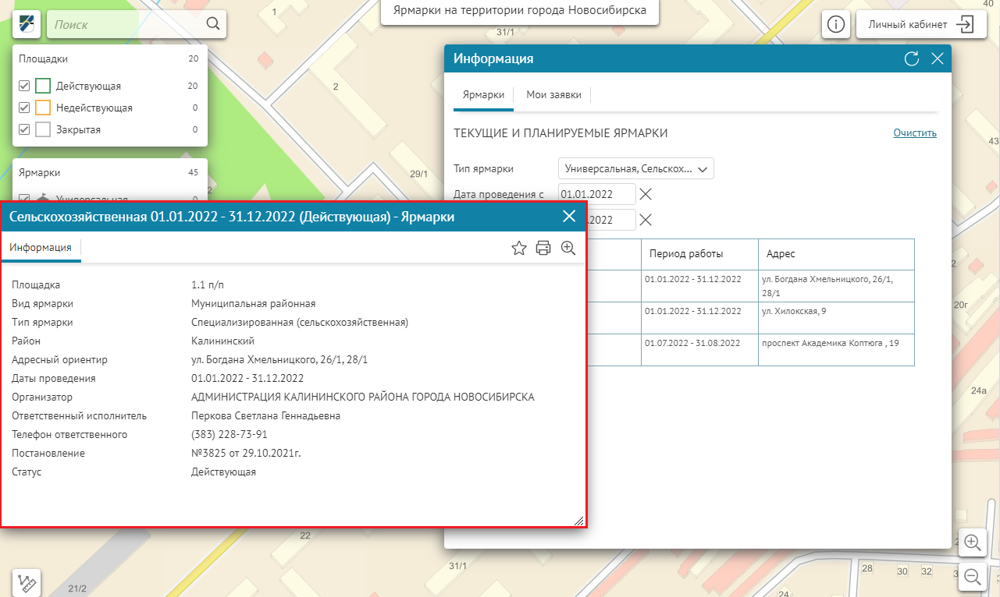 Ярмарки на территории города Новосибирска
Поиск
Личный кабинет
Площадки 20
Действующая 20
Недействующая 0
Закрытая 0
Ярмарки 45
Информация
Ярмарки
Мои заявки
ТЕКУЩИЕ И ПЛАНИРУЕМЫЕ ЯРМАРКИ
Очистить
Тип ярмарки
Универсальная, Сельскох...
Дата проведения с
01.01.2022
.2022
Период работы
Адрес
01.01.2022 - 31.12.2022
ул. Богдана Хмельницкого, 26/1,
28/1
01.01.2022 - 31.12.2022
ул. Хилокская, 9
01.07.2022 - 31.08.2022
проспект Академика Коптюга , 19
Сельскохозяйственная 01.01.2022 - 31.12.2022 (Действующая) - Ярмарки
Информация
Площадка 1.1 п/п
Вид ярмарки Муниципальная районная
Тип ярмарки Специализированная (сельскохозяйственная)
Район Калининский
Адресный ориентир ул. Богдана Хмельницкого, 26/1, 28/1
Даты проведения 01.01.2022 - 31.12.2022
Организатор АДМИНИСТРАЦИЯ КАЛИНИНСКОГО РАЙОНА ГОРОДА НОВОСИБИРСКА
Ответственный исполнитель Перкова Светлана Геннадьевна
Телефон ответственного (383) 228-73-91
Постановление №3825 от 29.10.2021г.
Статус Действующая
1
31/1
40
2
29/1
43
20г
24а
22
31/1
21/2
28
30
32
24